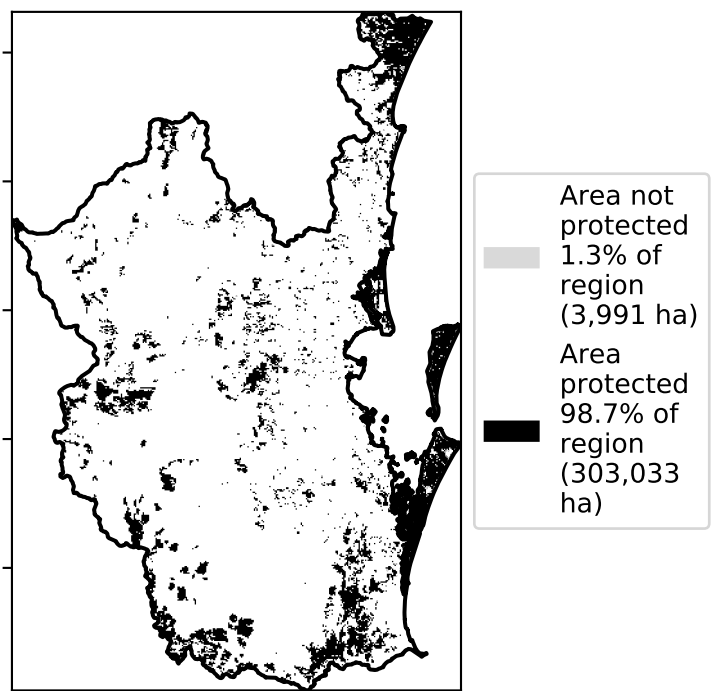 Area not
protected
1.3% of
region
(3,991 ha)
Area
protected
98.7% of
region
(303,033
ha)